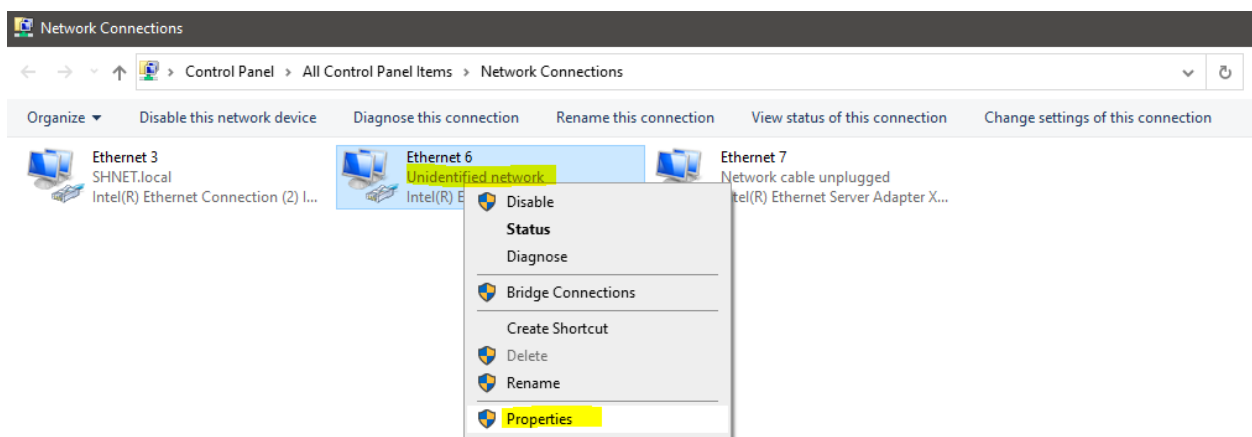 Network Connections
Control Panel > All Control Panel Items > Network Connections
Organize Disable this network device Diagnose this connection Rename this connection View status of this connection Change settings of this connection
Ethernet 3
SHNET.local
Intel(R) Ethernet Connection (2) I...
Ethernet 6
Unidentified network
Intel(R) E
Ethernet 7
Network cable unplugged
tel(R) Ethernet Server Adapter X...
Disable
Status
Diagnose
Bridge Connections
Create Shortcut
Delete
Rename
Properties